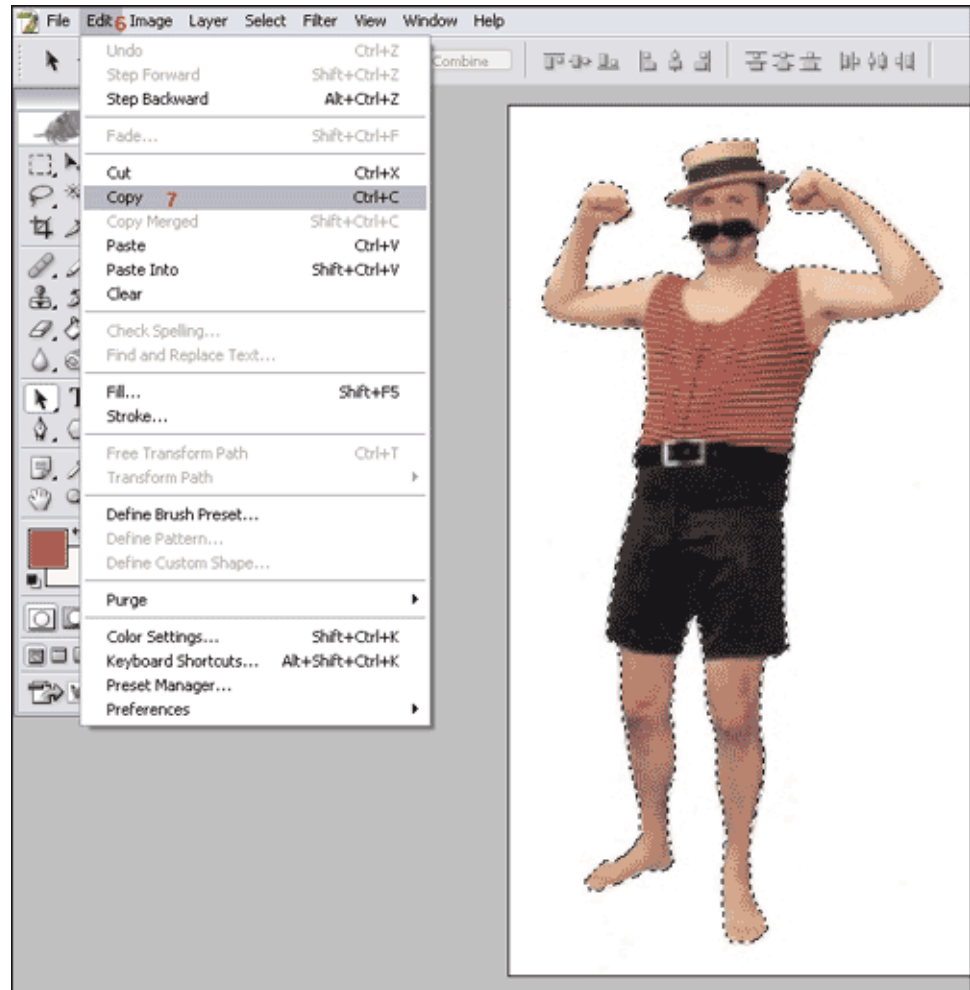 File Edit 6 Image Layer Select Filter View Window Help
Combine
Undo Ctrl+Z
Step Forward Shift+Ctrl+Z
Step Backward Alt+Ctrl+Z
Fade... Shift+Ctrl+F
Cut Ctrl+X
Copy 7 Ctrl+C
Copy Merged Shift+Ctrl+C
Paste Ctrl+V
Paste Into Shift+Ctrl+V
Clear
Check Spelling...
Find and Replace Text...
Fill... Shift+F5
Stroke...
Free Transform Path Ctrl+T
Transform Path
Define Brush Preset...
Define Pattern...
Define Custom Shape...
Purge
Color Settings... Shift+Ctrl+K
Keyboard Shortcuts... Alt+Shift+Ctrl+K
Preset Manager...
Preferences